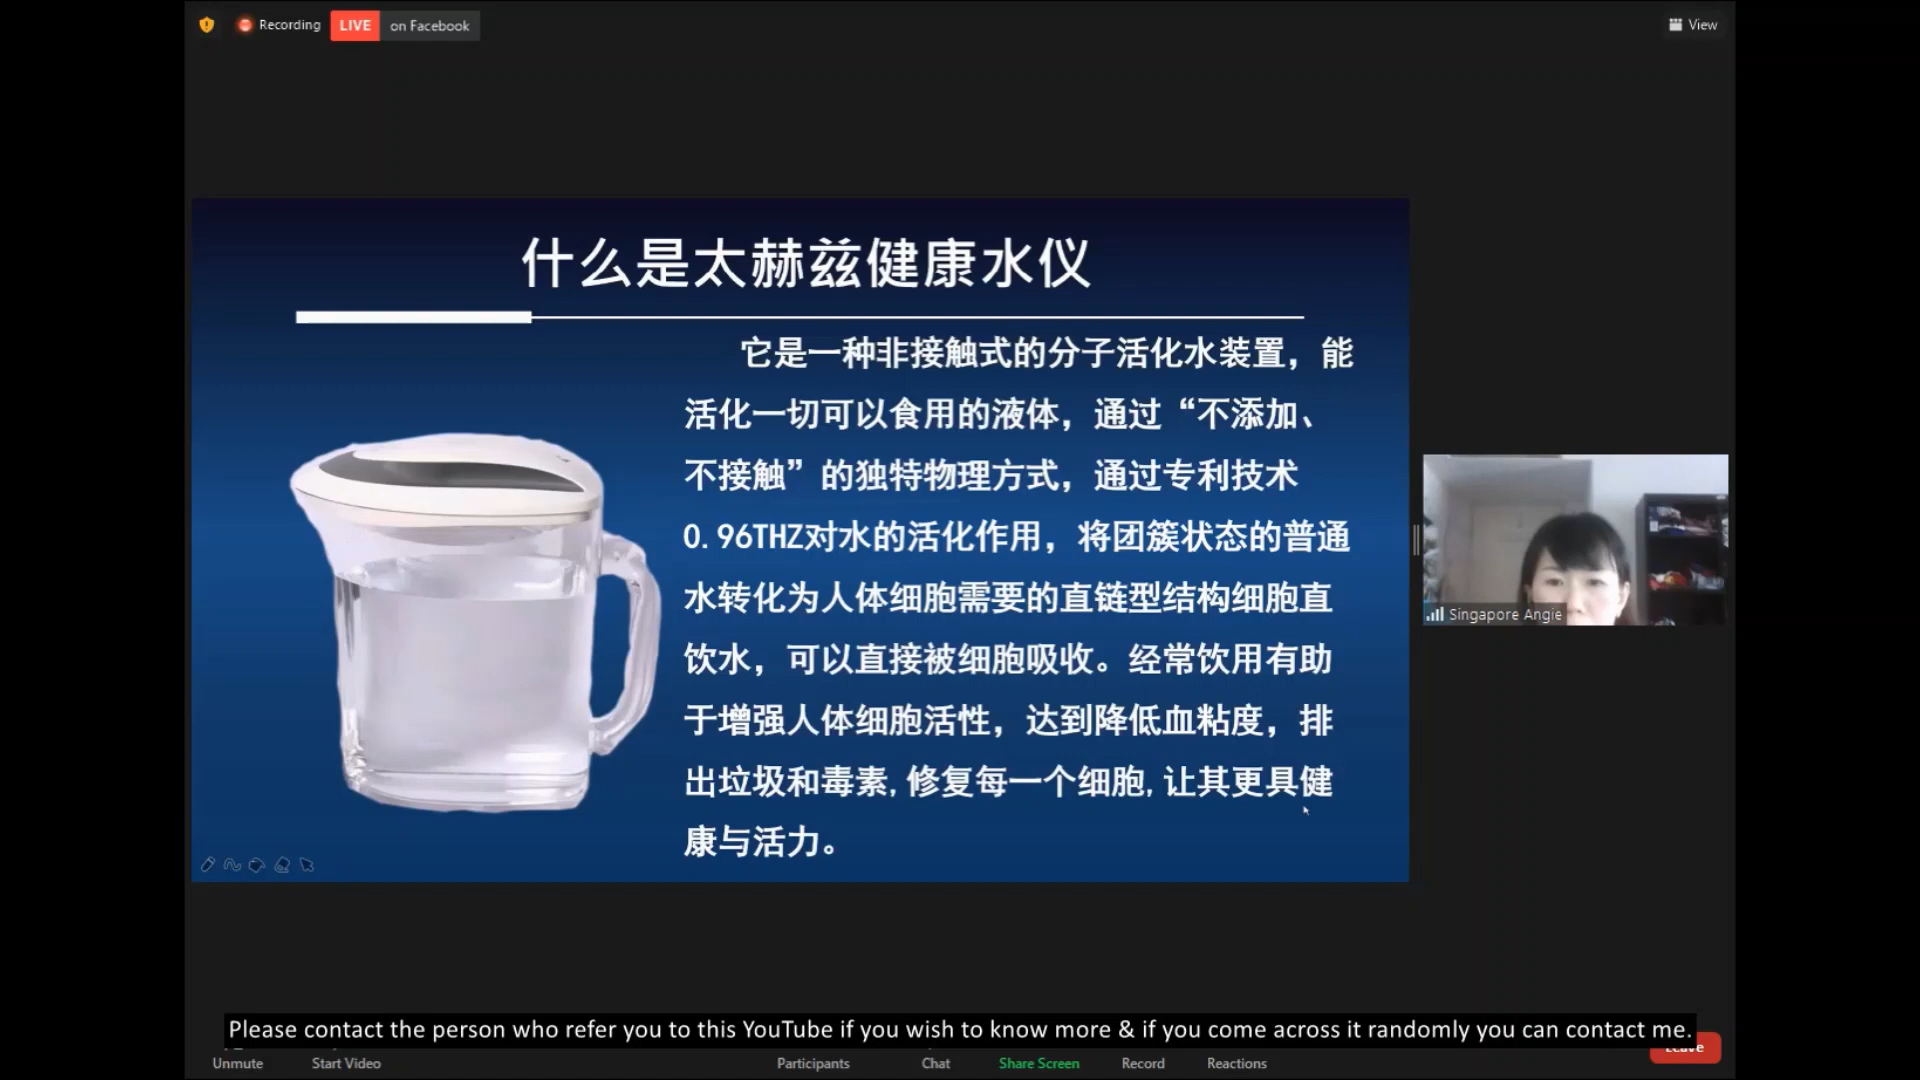 Recording
LIVE
on Facebook
View
什么是太赫兹健康水仪
它是一种非接触式的分子活化水装置，能
活化一切可以食用的液体，通过“不添加、
不接触”的独特物理方式，通过专利技术
0.96THZ对水的活化作用，将团簇状态的普通
水转化为人体细胞需要的直链型结构细胞直
饮水，可以直接被细胞吸收。经常饮用有助
于增强人体细胞活性，达到降低血粘度，排
出垃圾和毒素,修复每一个细胞,让其更具健
康与活力。
Singapore Angie
Please contact the person who refer you to this YouTube if you wish to know more & if you come across it randomly you can contact me.
Leave
Unmute
Start Video
Participants
Chat
Share Screen
Record
Reactions